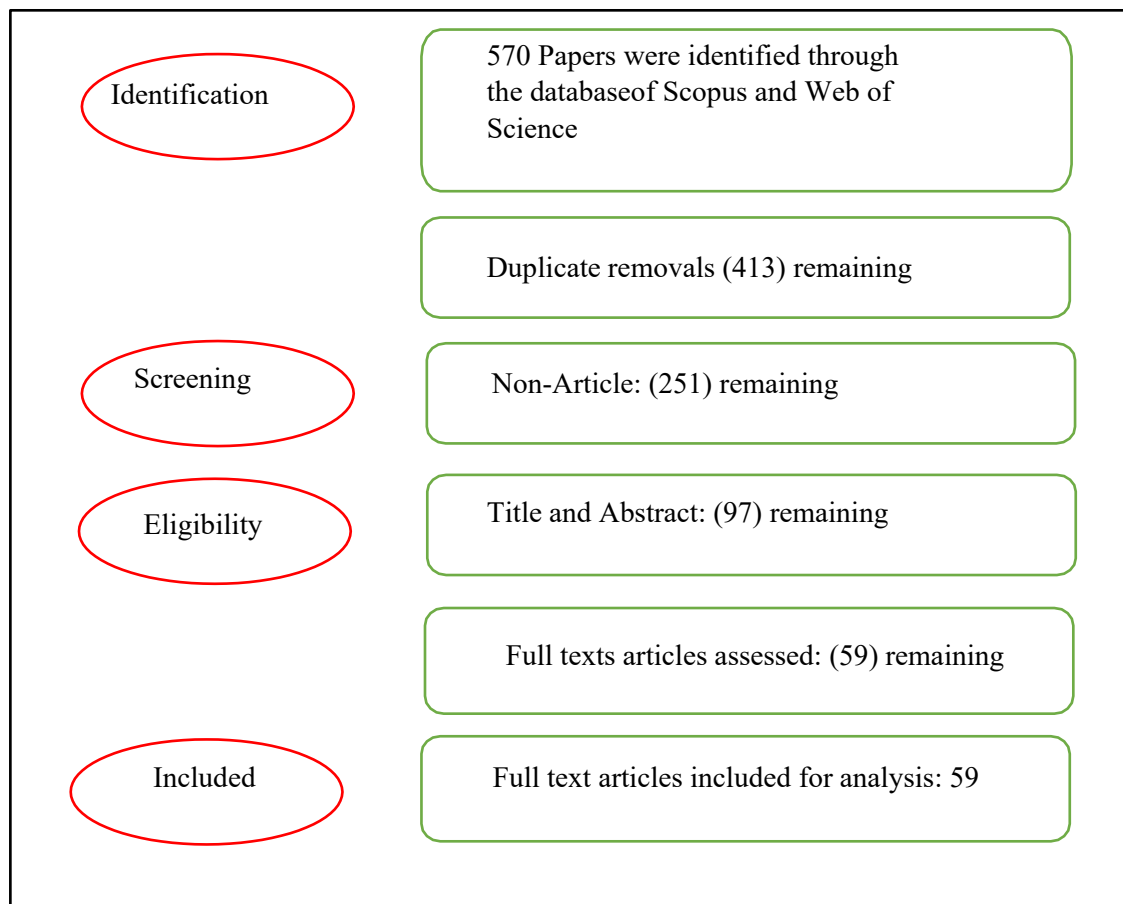 Identification
570 Papers were identified through
the databaseof Scopus and Web of
Science
Duplicate removals (413) remaining
Screening
Non-Article: (251) remaining
Eligibility
Title and Abstract: (97) remaining
Full texts articles assessed: (59) remaining
Included
Full text articles included for analysis: 59